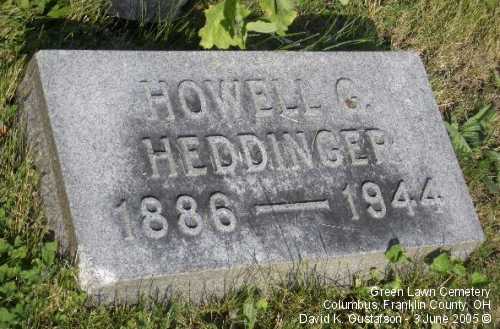 HOWELL G.
HEDDINGER
1886 — 1944
Green Lawn Cemetery
Columbus, Franklin County, OH
David K. Gustafson - 3 June 2005 ©